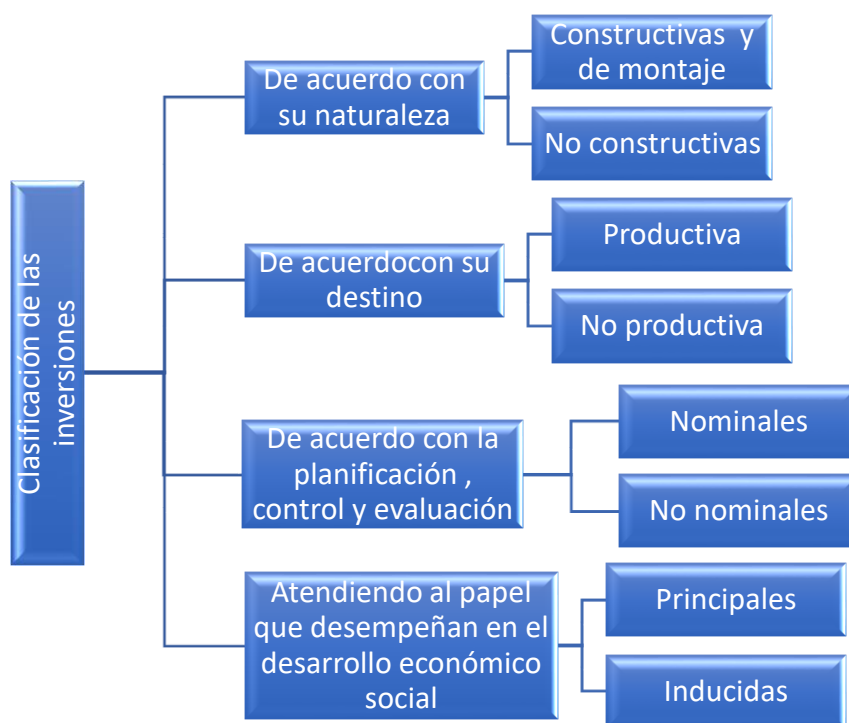 Clasificación de las
inversiones
De acuerdo con
su naturaleza
Constructivas y
de montaje
No constructivas
De acuerdocon su
destino
Productiva
No productiva
De acuerdo con la
planificación ,
control y evaluación
Nominales
No nominales
Atendiendo al papel
que desempeñan en el
desarrollo económico
social
Principales
Inducidas